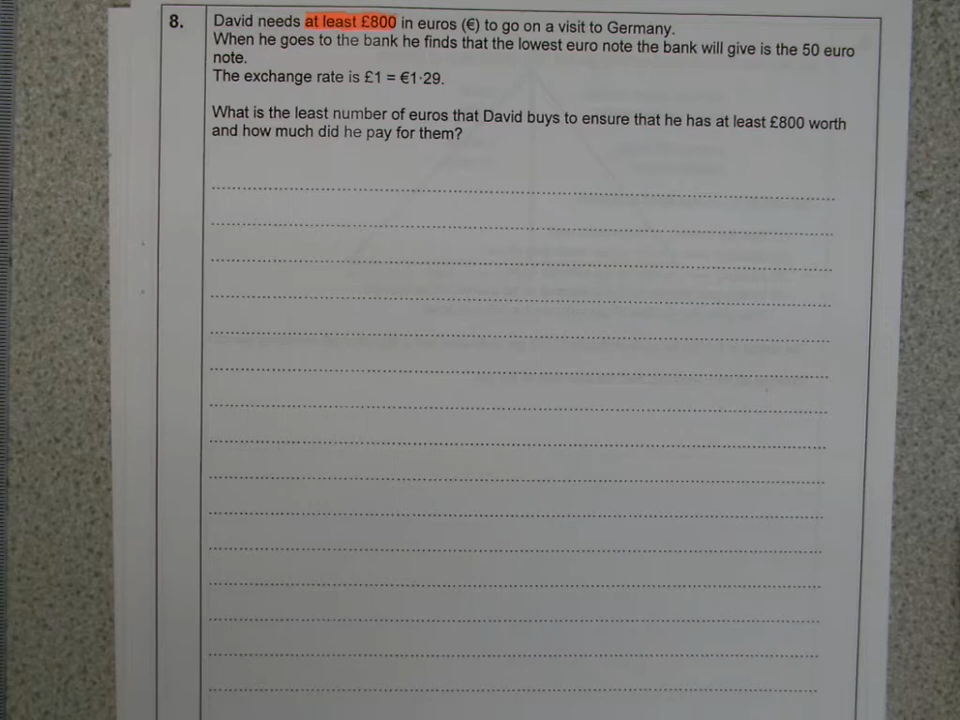 8.
David needs at least £800 in euros (€) to go on a visit to Germany.
When he goes to the bank he finds that the lowest euro note the bank will give is the 50 euro
note.
The exchange rate is £1 = €1·29.
What is the least number of euros that David buys to ensure that he has at least £800 worth
and how much did he pay for them?